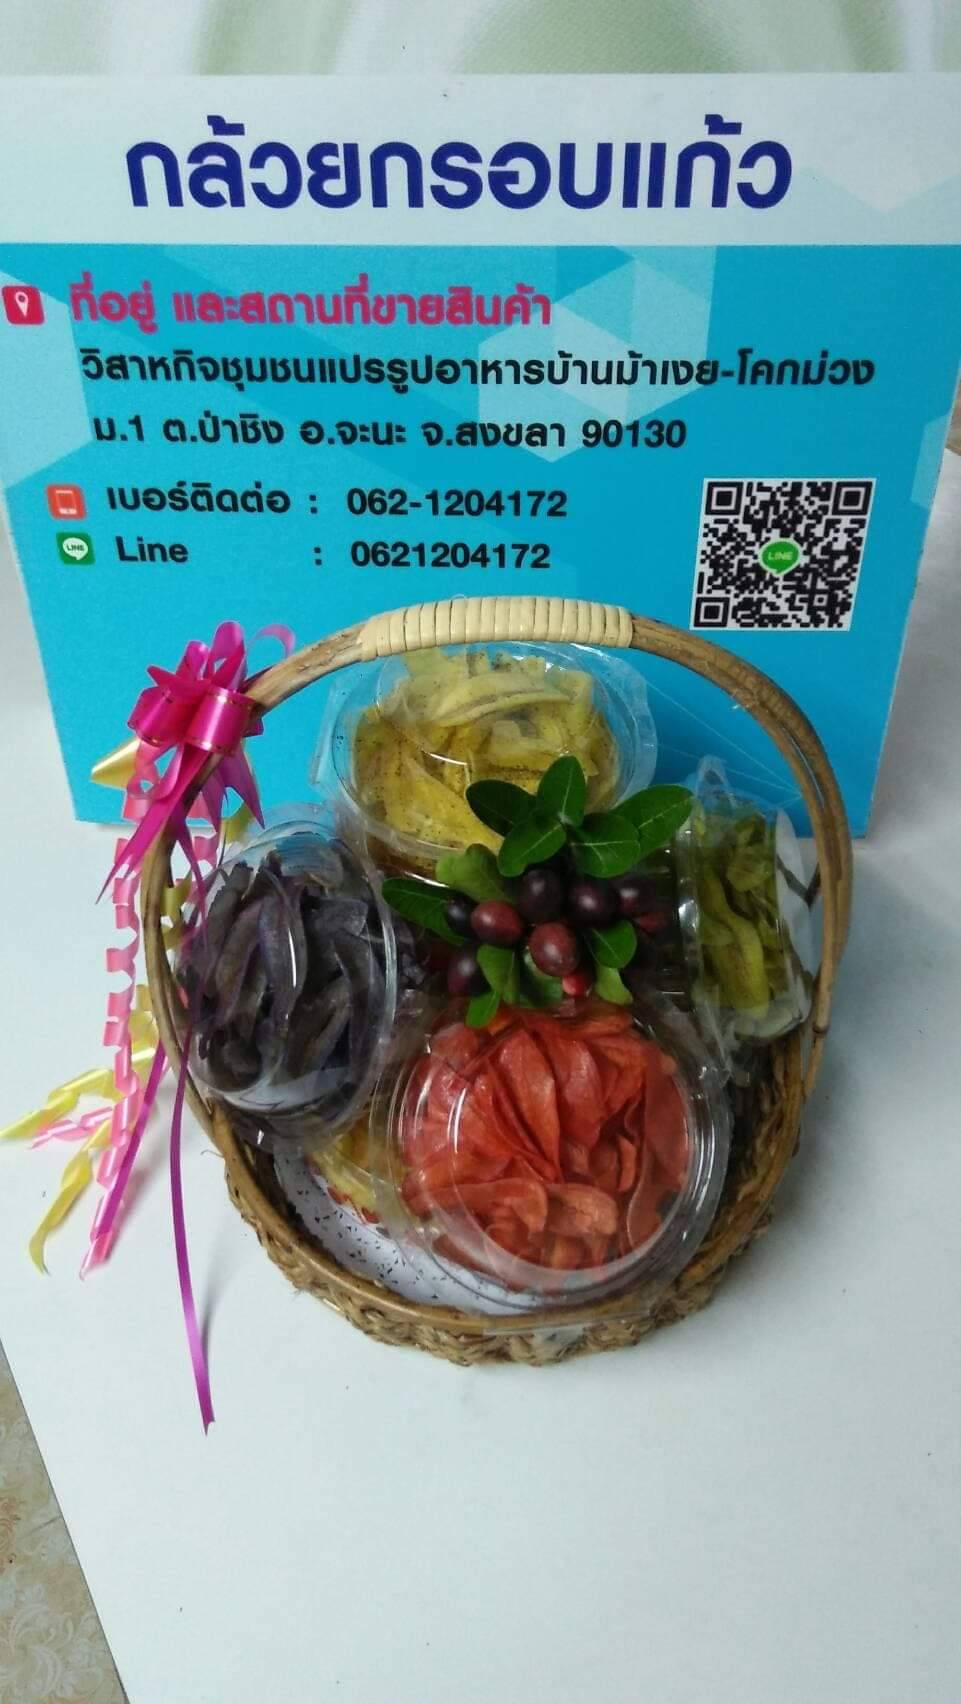 กล้วยกรอบแก้ว
ที่อยู่ และสถานที่ขายสินค้า
วิสาหกิจชุมชนแปรรูปอาหารบ้านม้าเงย-โคกม่วง
ม.1 ต.ป่าชิง อ.จะนะ จ.สงขลา 90130
เบอร์ติดต่อ : 062-1204172
LINE Line : 0621204172
LINE